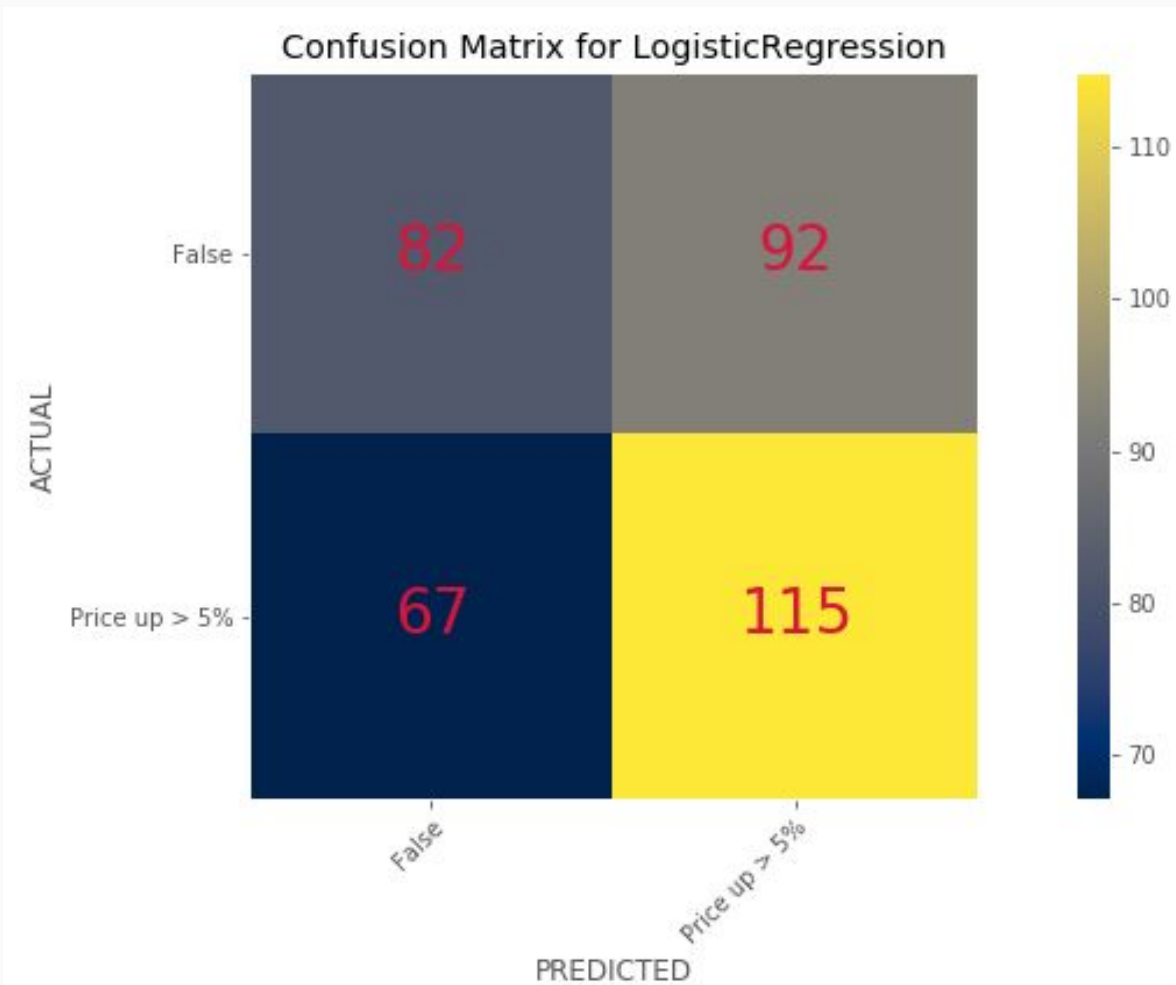 Confusion Matrix for LogisticRegression
110
False
82
92
100
ACTUAL
90
Price up > 5%
67
115
80
70
False
Price up > 5%
PREDICTED